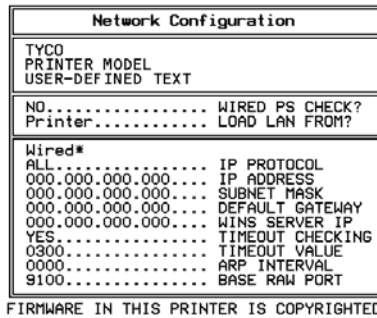 Network Configuration
TYCO
PRINTER MODEL
USER-DEFINED TEXT
NO................. WIRED PS CHECK?
Printer............ LOAD LAN FROM?
Wired*
ALL................ IP PROTOCOL
000.000.000.000.... IP ADDRESS
000.000.000.000.... SUBNET MASK
000.000.000.000.... DEFAULT GATEWAY
000.000.000.000.... WINS SERVER IP
YES................ TIMEOUT CHECKING
0300............... TIMEOUT VALUE
0000............... ARP INTERVAL
9100............... BASE RAW PORT
FIRMWARE IN THIS PRINTER IS COPYRIGHTED